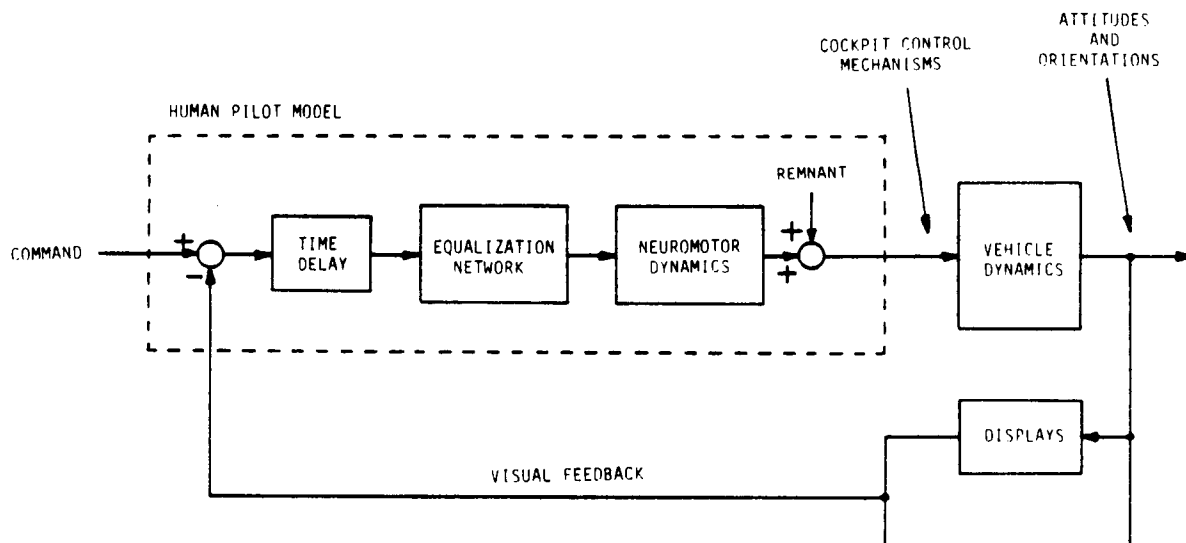 ATTITUDES
AND
ORIENTATIONS
COCKPIT CONTROL
MECHANISMS
HUMAN PILOT MODEL
REMNANT
COMMAND
+
-
TIME
DELAY
EQUALIZATION
NETWORK
NEUROMOTOR
DYNAMICS
+
+
VEHICLE
DYNAMICS
DISPLAYS
VISUAL FEEDBACK